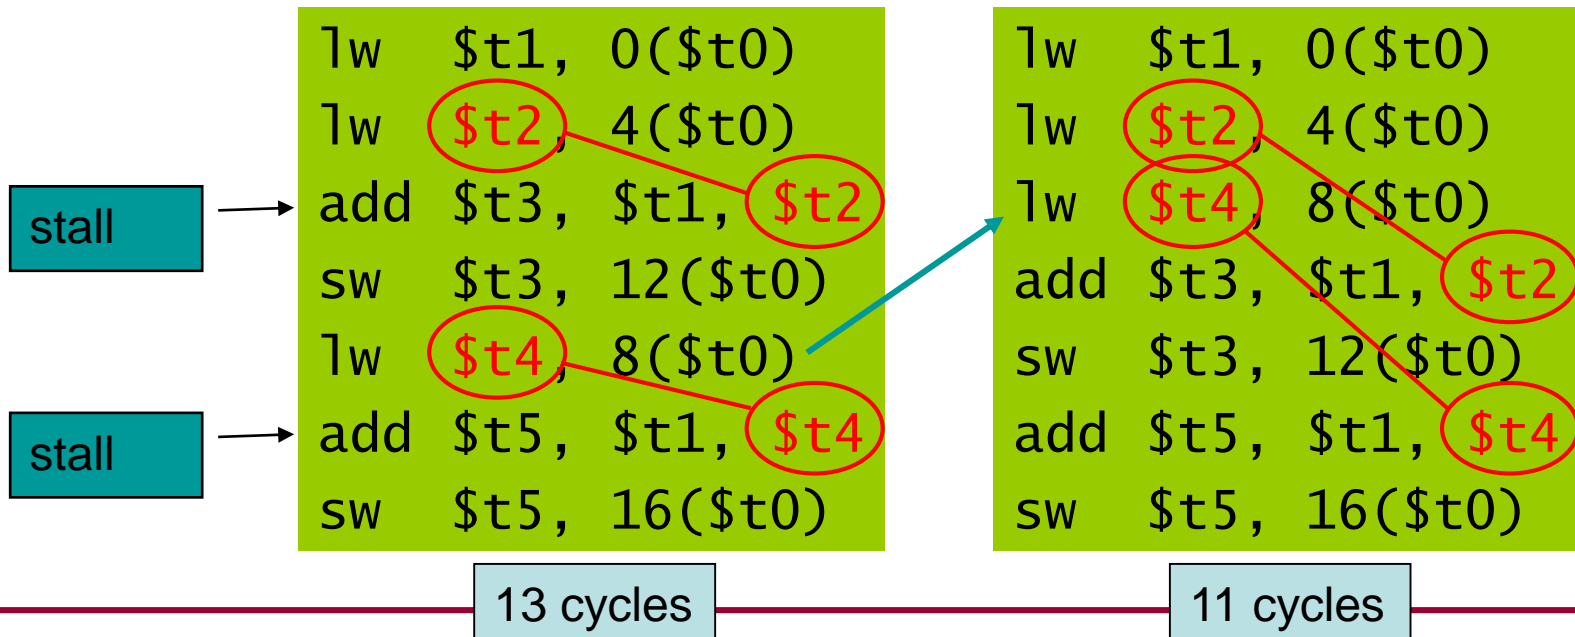 stall
stall
lw $t1, 0($t0)
lw $t2, 4($t0)
add $t3, $t1, $t2
sw $t3, 12($t0)
lw $t4, 8($t0)
add $t5, $t1, $t4
sw $t5, 16($t0)
13 cycles
lw $t1, 0($t0)
lw $t2, 4($t0)
lw $t4, 8($t0)
add $t3, $t1, $t2
sw $t3, 12($t0)
add $t5, $t1, $t4
sw $t5, 16($t0)
11 cycles